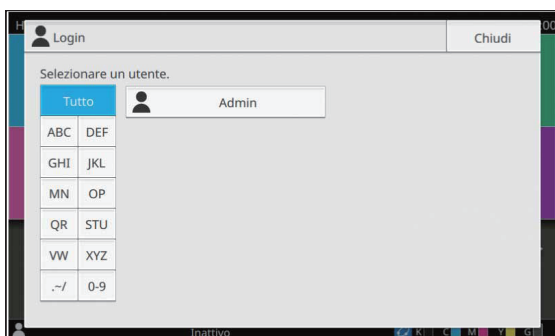 H
Login
Chiudi
00
Selezionare un utente.
Tutto
Admin
ABC DEF
GHI JKL
MN OP
QR STU
VW XYZ
.~/ 0-9
Inattivo
K C M Y G